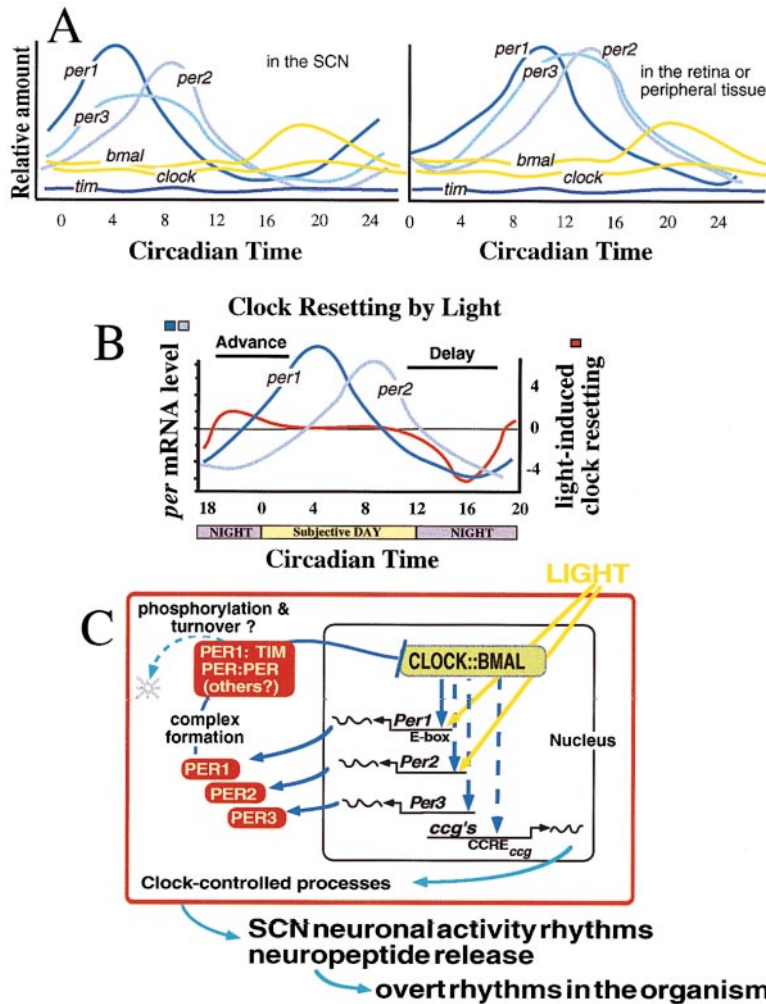 A
Relative amount
per1
per2
per3
in the SCN
bmal
clock
tim
0 4 8 12 16 20 24
Circadian Time
per1
per2
per3
in the retina or
peripheral tissue
bmal
clock
tim
0 4 8 12 16 20 24
Circadian Time
Clock Resetting by Light
B
Advance
Delay
per1
per2
per mRNA level
4
0
-4
light-induced
clock resetting
18 0 4 8 12 16 20
NIGHT Subjective DAY NIGHT
Circadian Time
LIGHT
C
phosphorylation &
turnover ?
PER1: TIM
PER:PER
(others?)
CLOCK::BMAL
complex
formation
Per1
E-box
Nucleus
PER1
Per2
PER2
Per3
PER3
ccg's
CCREccg
Clock-controlled processes
SCN neuronal activity rhythms
neuropeptide release
overt rhythms in the organism